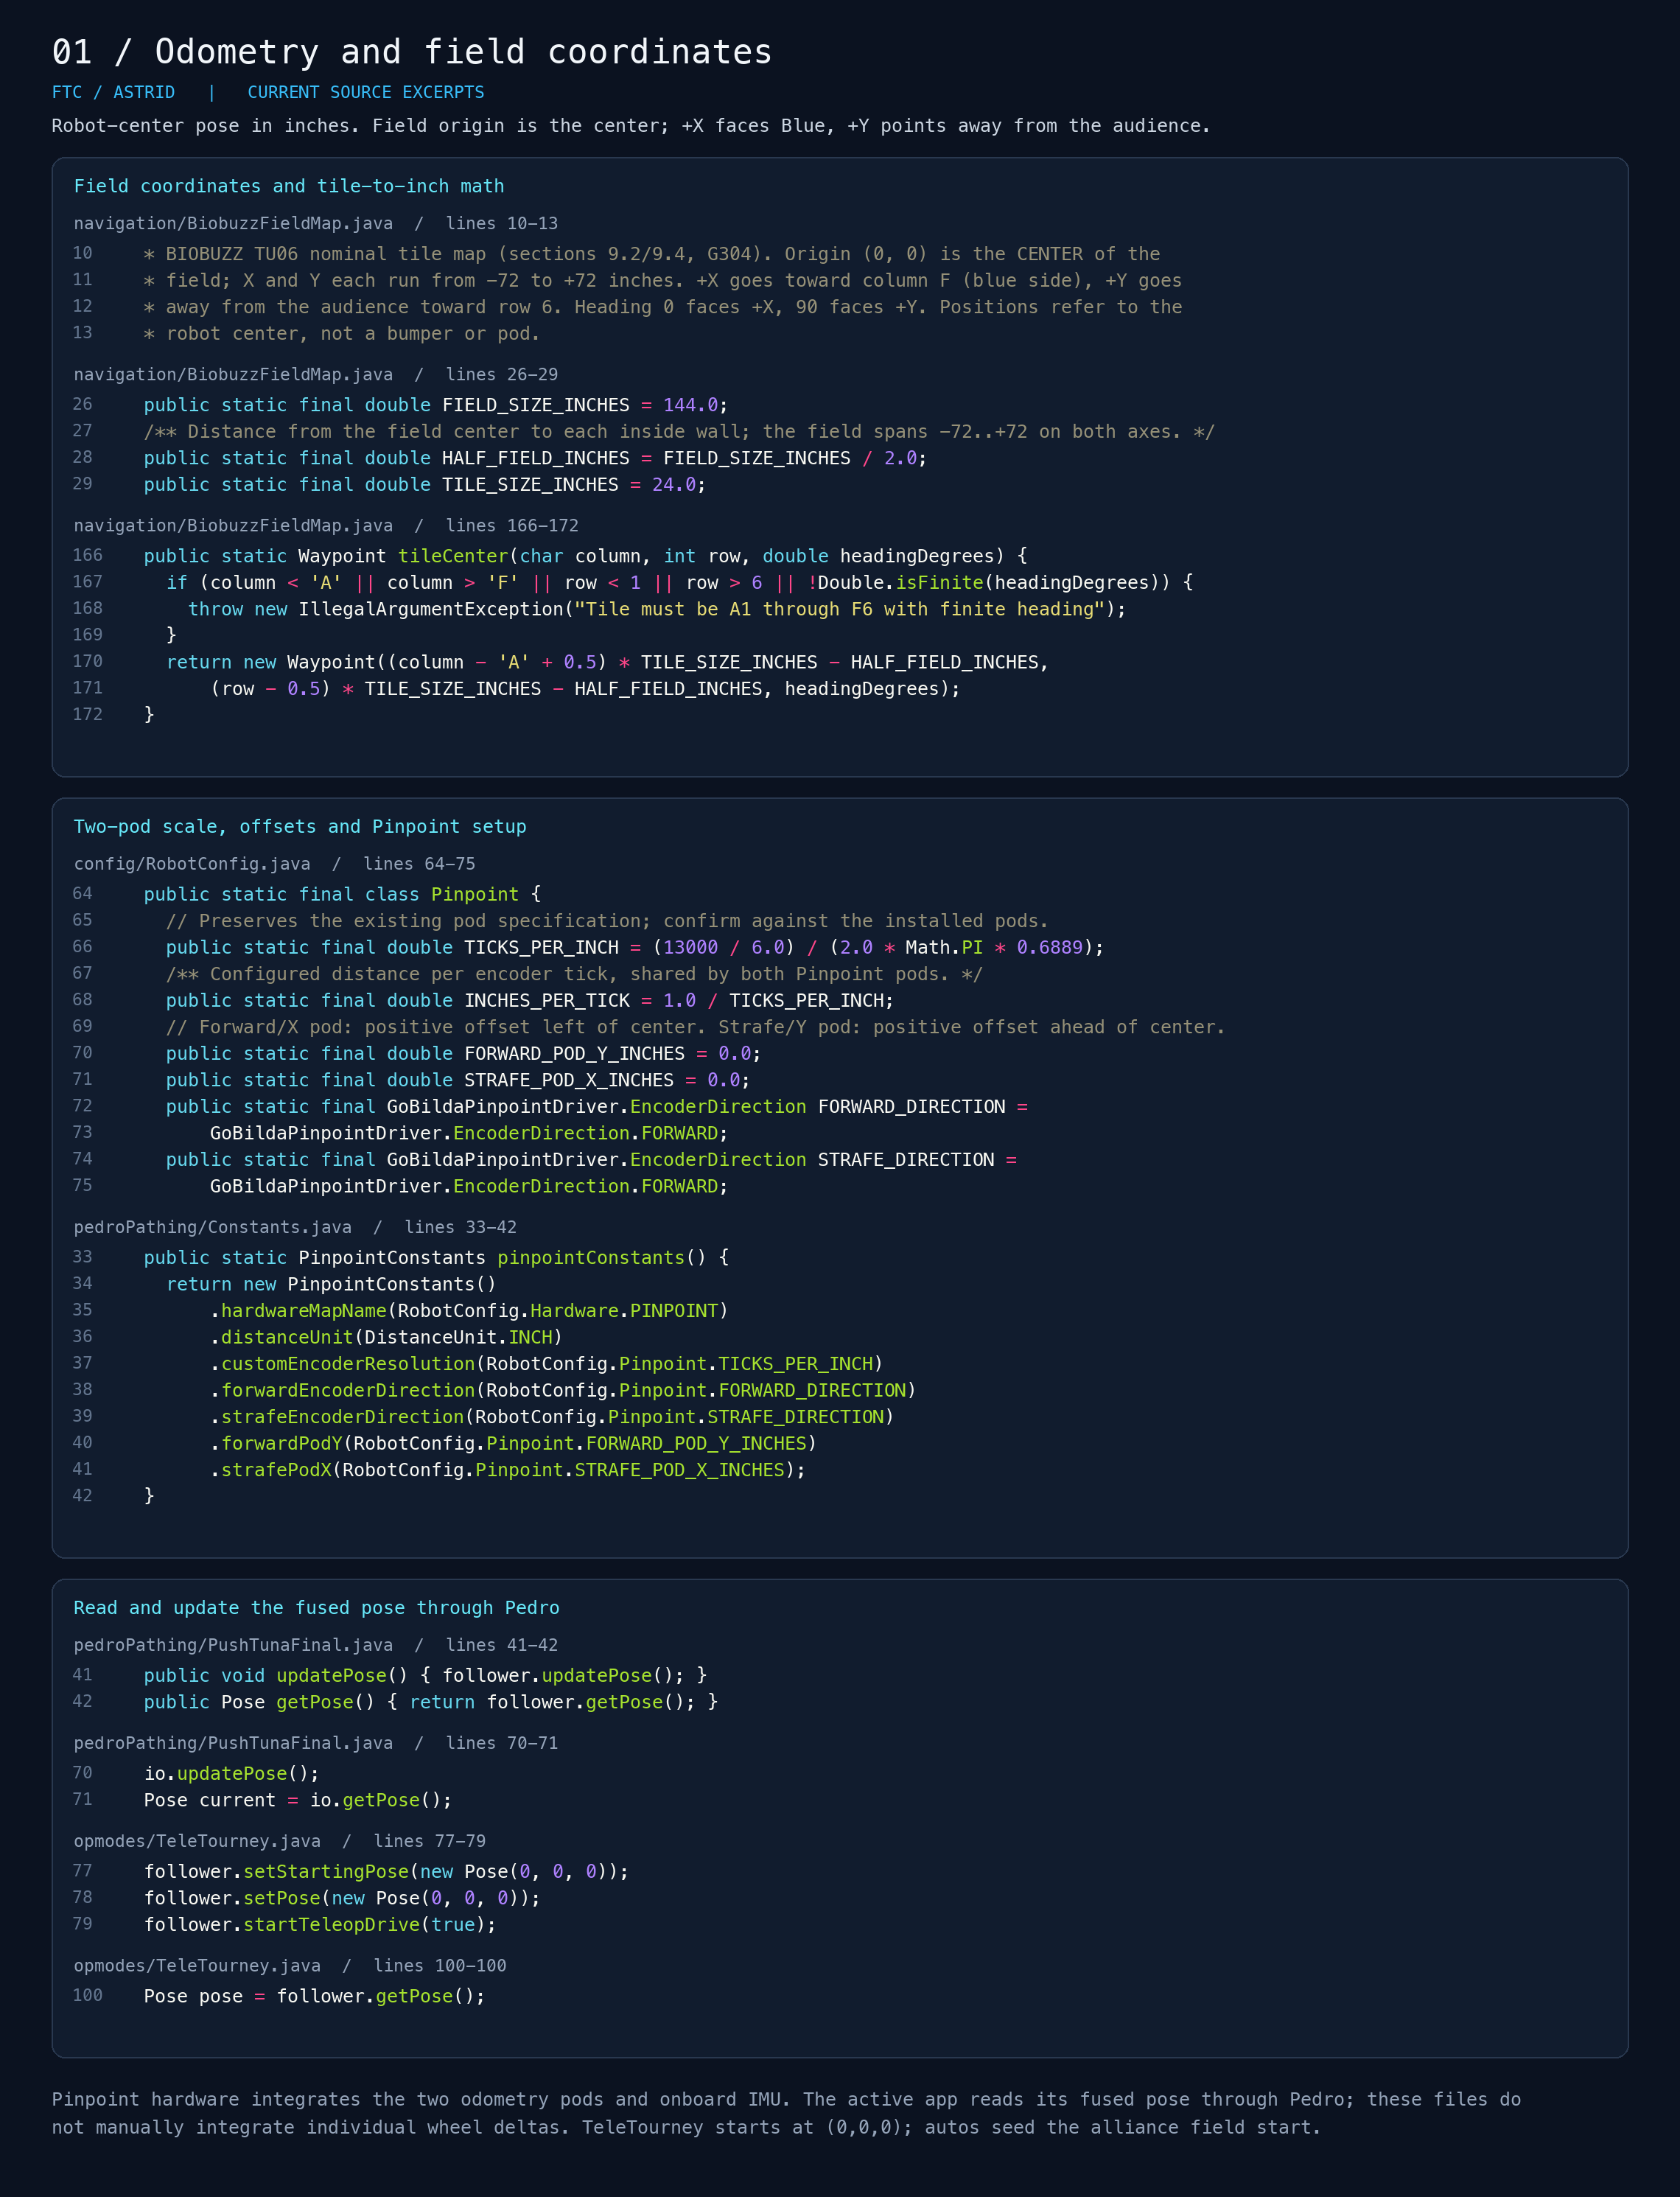 01 / Odometry and field coordinates
FTC / ASTRID | CURRENT SOURCE EXCERPTS
Robot-center pose in inches. Field origin is the center; +X faces Blue, +Y points away from the audience.
Field coordinates and tile-to-inch math
navigation/BiobuzzFieldMap.java / lines 10-13
10 * BIOBUZZ TU06 nominal tile map (sections 9.2/9.4, G304). Origin (0, 0) is the CENTER of the
11 * field; X and Y each run from -72 to +72 inches. +X goes toward column F (blue side), +Y goes
12 * away from the audience toward row 6. Heading 0 faces +X, 90 faces +Y. Positions refer to the
13 * robot center, not a bumper or pod.
navigation/BiobuzzFieldMap.java / lines 26-29
26 public static final double FIELD_SIZE_INCHES = 144.0;
27 /** Distance from the field center to each inside wall; the field spans -72..+72 on both axes. */
28 public static final double HALF_FIELD_INCHES = FIELD_SIZE_INCHES / 2.0;
29 public static final double TILE_SIZE_INCHES = 24.0;
navigation/BiobuzzFieldMap.java / lines 166-172
166 public static Waypoint tileCenter(char column, int row, double headingDegrees) {
167 if (column < 'A' || column > 'F' || row < 1 || row > 6 || !Double.isFinite(headingDegrees)) {
168 throw new IllegalArgumentException("Tile must be A1 through F6 with finite heading");
169 }
170 return new Waypoint((column - 'A' + 0.5) * TILE_SIZE_INCHES - HALF_FIELD_INCHES,
171 (row - 0.5) * TILE_SIZE_INCHES - HALF_FIELD_INCHES, headingDegrees);
172 }
Two-pod scale, offsets and Pinpoint setup
config/RobotConfig.java / lines 64-75
64 public static final class Pinpoint {
65 // Preserves the existing pod specification; confirm against the installed pods.
66 public static final double TICKS_PER_INCH = (13000 / 6.0) / (2.0 * Math.PI * 0.6889);
67 /** Configured distance per encoder tick, shared by both Pinpoint pods. */
68 public static final double INCHES_PER_TICK = 1.0 / TICKS_PER_INCH;
69 // Forward/X pod: positive offset left of center. Strafe/Y pod: positive offset ahead of center.
70 public static final double FORWARD_POD_Y_INCHES = 0.0;
71 public static final double STRAFE_POD_X_INCHES = 0.0;
72 public static final GoBildaPinpointDriver.EncoderDirection FORWARD_DIRECTION =
73 GoBildaPinpointDriver.EncoderDirection.FORWARD;
74 public static final GoBildaPinpointDriver.EncoderDirection STRAFE_DIRECTION =
75 GoBildaPinpointDriver.EncoderDirection.FORWARD;
pedroPathing/Constants.java / lines 33-42
33 public static PinpointConstants pinpointConstants() {
34 return new PinpointConstants()
35 .hardwareMapName(RobotConfig.Hardware.PINPOINT)
36 .distanceUnit(DistanceUnit.INCH)
37 .customEncoderResolution(RobotConfig.Pinpoint.TICKS_PER_INCH)
38 .forwardEncoderDirection(RobotConfig.Pinpoint.FORWARD_DIRECTION)
39 .strafeEncoderDirection(RobotConfig.Pinpoint.STRAFE_DIRECTION)
40 .forwardPodY(RobotConfig.Pinpoint.FORWARD_POD_Y_INCHES)
41 .strafePodX(RobotConfig.Pinpoint.STRAFE_POD_X_INCHES);
42 }
Read and update the fused pose through Pedro
pedroPathing/PushTunaFinal.java / lines 41-42
41 public void updatePose() { follower.updatePose(); }
42 public Pose getPose() { return follower.getPose(); }
pedroPathing/PushTunaFinal.java / lines 70-71
70 io.updatePose();
71 Pose current = io.getPose();
opmodes/TeleTourney.java / lines 77-79
77 follower.setStartingPose(new Pose(0, 0, 0));
78 follower.setPose(new Pose(0, 0, 0));
79 follower.startTeleopDrive(true);
opmodes/TeleTourney.java / lines 100-100
100 Pose pose = follower.getPose();
Pinpoint hardware integrates the two odometry pods and onboard IMU. The active app reads its fused pose through Pedro; these files do
not manually integrate individual wheel deltas. TeleTourney starts at (0,0,0); autos seed the alliance field start.